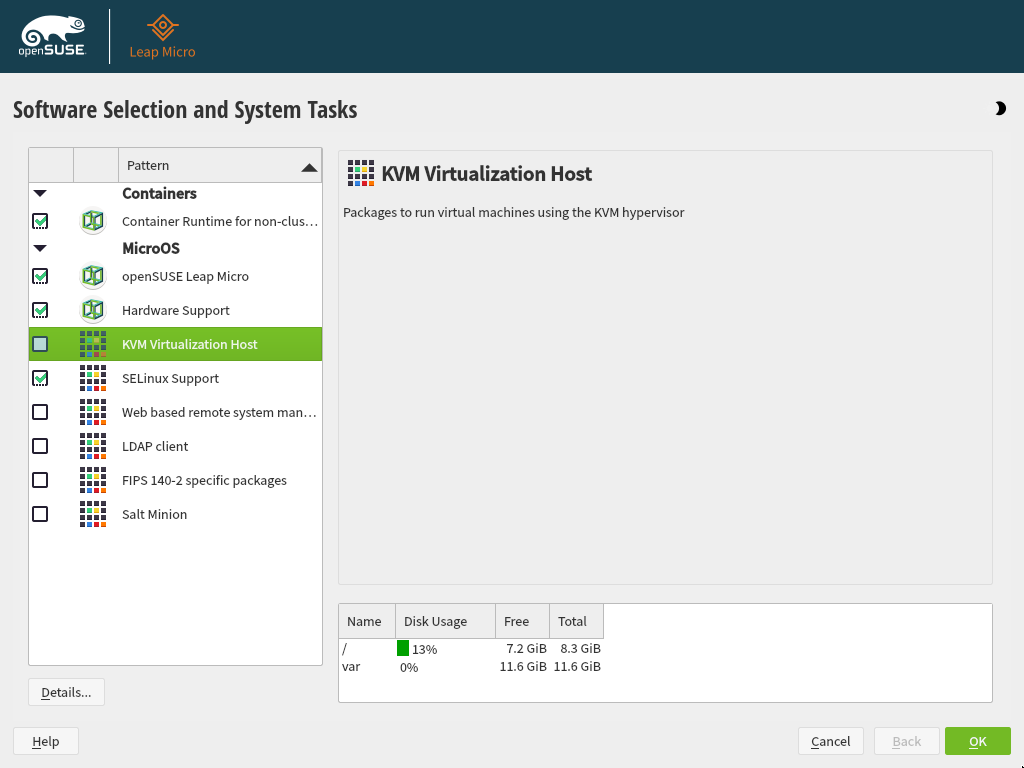 openSUSE.
Leap Micro
Software Selection and System Tasks
Pattern
Containers
Container Runtime for non-clus...
MicroOS
openSUSE Leap Micro
Hardware Support
KVM Virtualization Host
SELinux Support
Web based remote system man...
LDAP client
FIPS 140-2 specific packages
Salt Minion
Details...
KVM Virtualization Host
Packages to run virtual machines using the KVM hypervisor
Name Disk Usage Free Total
/ 13% 7.2 GiB 8.3 GiB
var 0% 11.6 GiB 11.6 GiB
Help Cancel Back OK